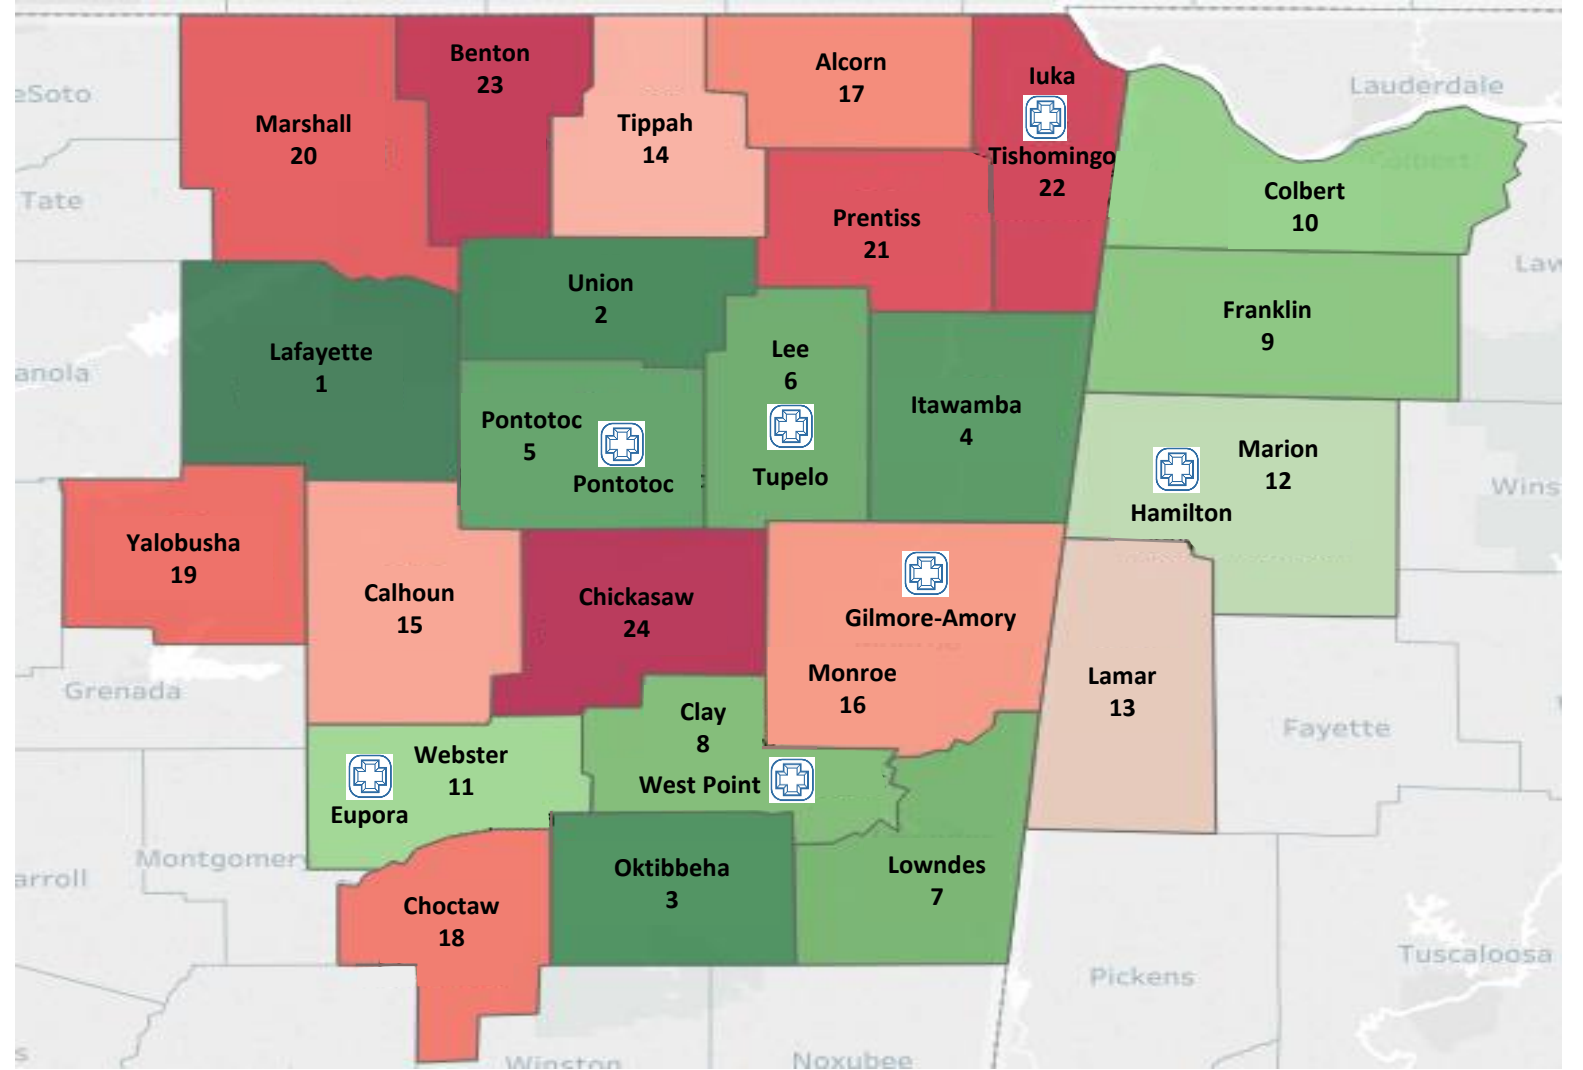 Benton
23
Alcorn
17
Iuka
Tishomingo
22
Lauderdale
eSoto
Marshall
20
Tippah
14
Tate
Prentiss
21
Colbert
10
Law
Union
2
Franklin
9
Lafayette
1
anola
Lee
6
Tupelo
Itawamba
4
Pontotoc
5
Pontotoc
Marion
12
Hamilton
Wins
Yalobusha
19
Calhoun
15
Chickasaw
24
Gilmore-Amory
Monroe
16
Lamar
13
Grenada
Clay
8
West Point
Fayette
Webster
11
Eupora
Montgomery
arroll
Oktibbeha
3
Lowndes
7
Choctaw
18
Tuscaloosa
Pickens
s
Winston
Noxubee